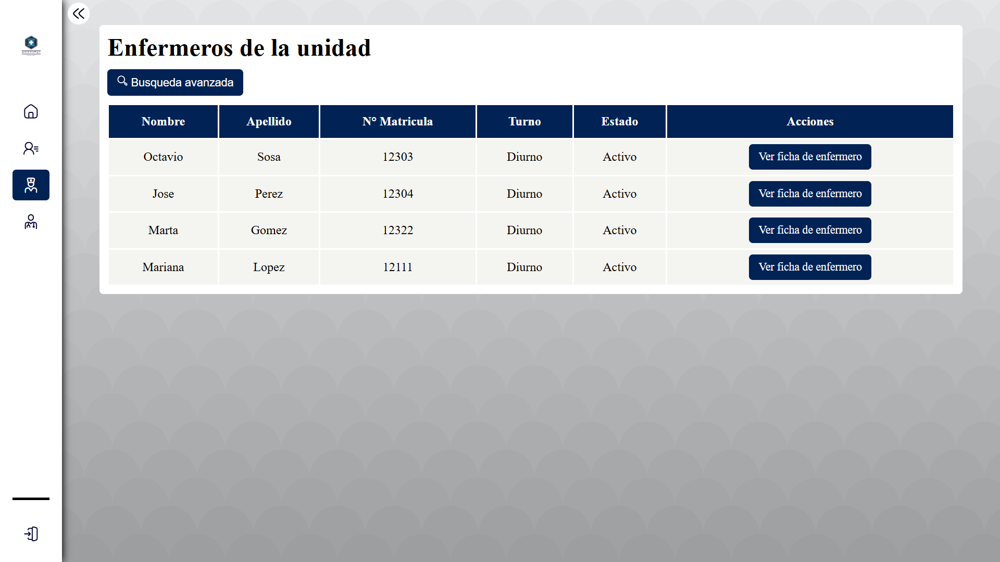 HOSPITAL
Enfermeros de la unidad
Busqueda avanzada
Nombre Apellido N° Matricula Turno Estado Acciones
Octavio Sosa 12303 Diurno Activo Ver ficha de enfermero
Jose Perez 12304 Diurno Activo Ver ficha de enfermero
Marta Gomez 12322 Diurno Activo Ver ficha de enfermero
Mariana Lopez 12111 Diurno Activo Ver ficha de enfermero